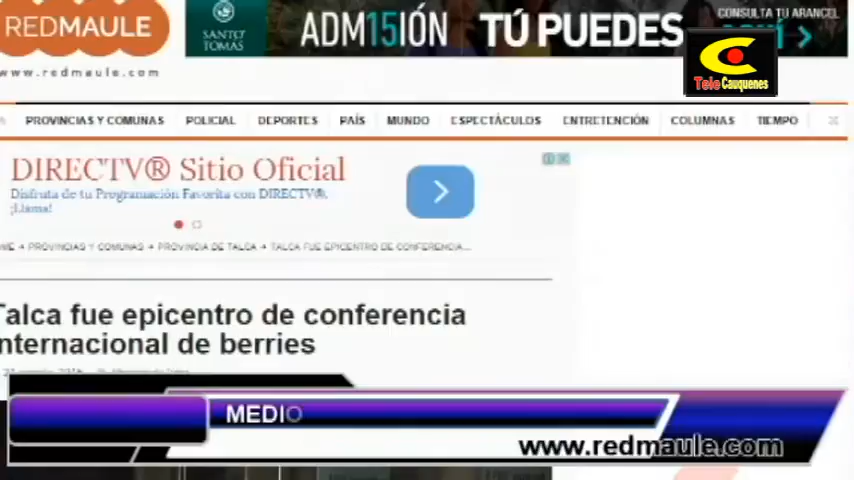 REDMAULE
www.redmaule.com
SANTO TOMAS
ADM15IÓN TÚ PUEDES
CONSULTA TU ARANCEL
Tele Cauquenes
PROVINCIAS Y COMUNAS POLICIAL DEPORTES PAÍS MUNDO ESPECTÁCULOS ENTRETENCIÓN COLUMNAS TIEMPO
DIRECTV® Sitio Oficial
Disfruta de tu Programación Favorita con DIRECTV®.
¡Llama!
PROVINCIAS Y COMUNAS PROVINCIA DE TALCA TALCA FUE EPICENTRO DE CONFERENCIA...
Talca fue epicentro de conferencia
internacional de berries
MEDIO
www.redmaule.com